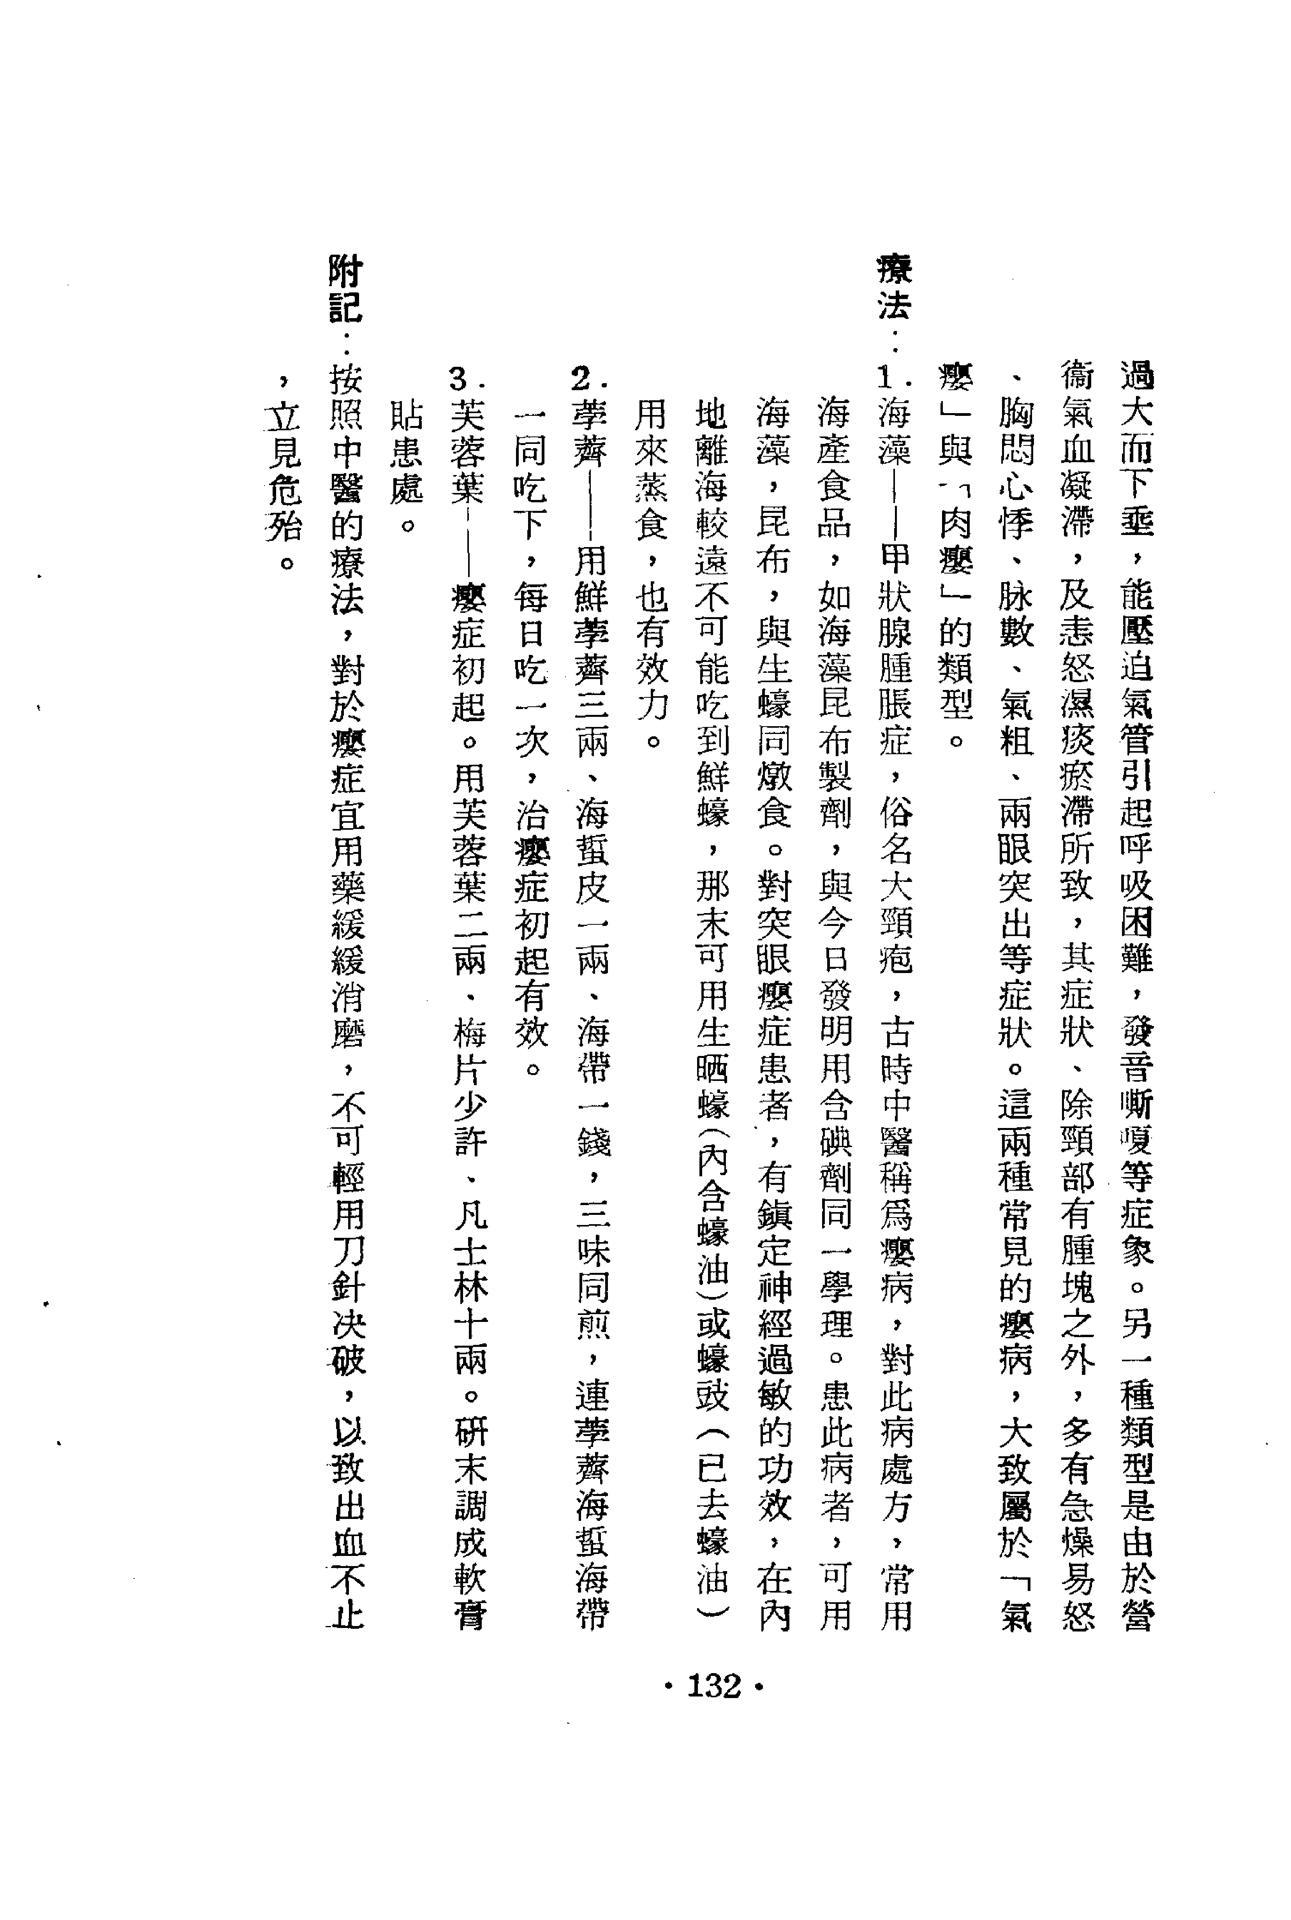 過大而下垂，能壓迫氣管引起呼吸困難，發音嘶嗄等症象。另一種類型是由於營
衞氣血凝滯，及恚怒濕痰瘀滯所致，其症狀、除頸部有腫塊之外，多有急燥易怒
、胸悶心悸、脉數、氣粗、兩眼突出等症狀。這兩種常見的癭病，大致屬於「氣
癭」與「肉癭」的類型。
療法：1.海藻——甲狀腺腫脹症，俗名大頸疱，古時中醫稱爲癭病，對此病處方，常用
海產食品，如海藻昆布製劑，與今日發明用含碘劑同一學理。患此病者，可用
海藻，昆布，與生蠔同燉食。對突眼癭症患者，有鎭定神經過敏的功效，在內
地離海較遠不可能吃到鮮蠔，那末可用生晒蠔（內含蠔油）或蠔豉（已去蠔油）
用來蒸食，也有效力。
2.荸薺——用鮮荸薺三兩、海蜇皮一兩、海帶一錢，三味同煎，連荸薺海蜇海帶
一同吃下，每日吃一次，治癭症初起有效。
3.芙蓉葉——癭症初起。用芙蓉葉二兩、梅片少許、凡士林十兩。研末調成軟膏
貼患處。
附記：按照中醫的療法，對於癭症宜用藥緩緩消磨，不可輕用刀針决破，以致出血不止
，立見危殆。
·132·